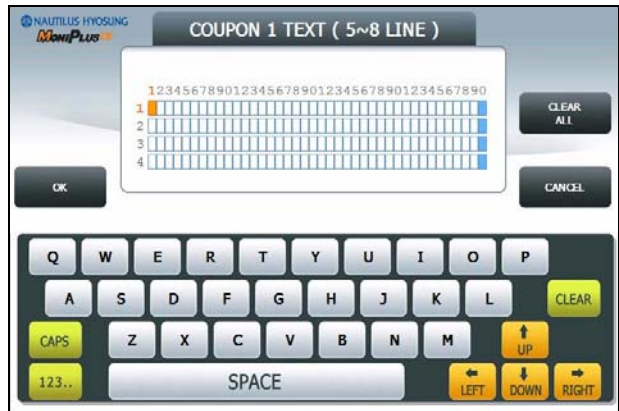 NAUTILUS HYOSUNG
MoniPlus
COUPON 1 TEXT ( 5~8 LINE )
1234567890123456789012345678901234567890
1
2
3
4
CLEAR ALL
OK
CANCEL
Q W E R T Y U I O P
A S D F G H J K L CLEAR
CAPS Z X C V B N M UP
123.. SPACE LEFT DOWN RIGHT